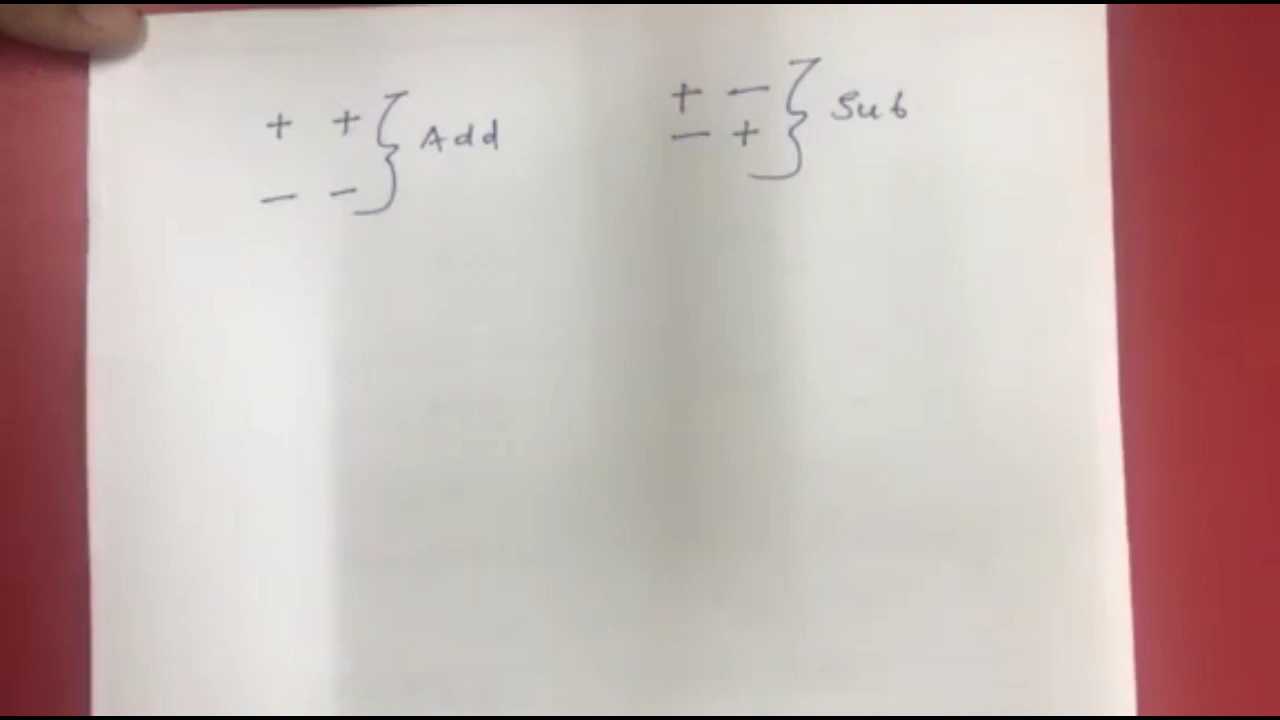 + + } Add
− −
+ − } Sub
− +